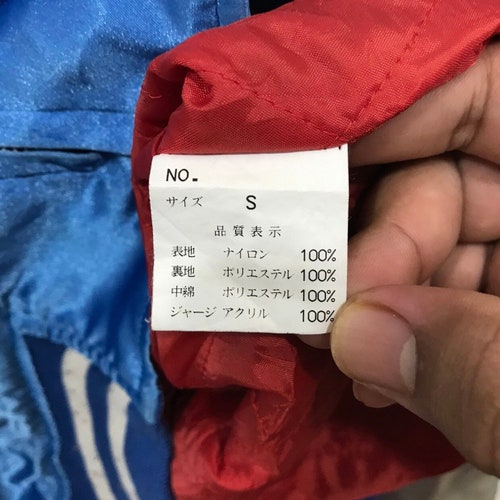 NO.
サイズ S
品質表示
表地 ナイロン 100%
裏地 ポリエステル 100%
中綿 ポリエステル 100%
ジャージ アクリル 100%